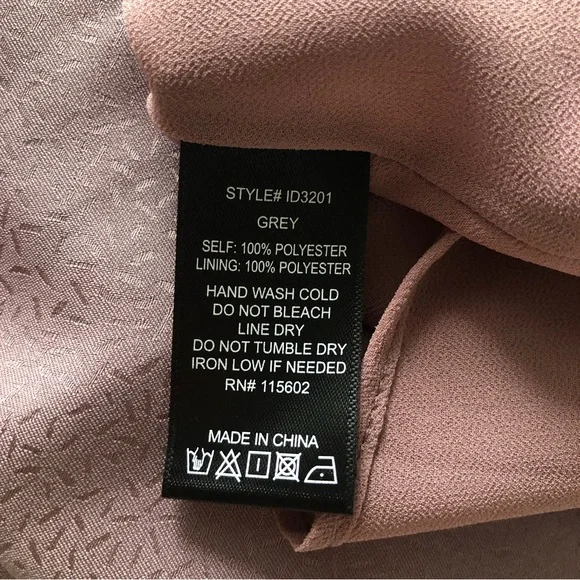 STYLE# ID3201
GREY
SELF: 100% POLYESTER
LINING: 100% POLYESTER
HAND WASH COLD
DO NOT BLEACH
LINE DRY
DO NOT TUMBLE DRY
IRON LOW IF NEEDED
RN# 115602
MADE IN CHINA